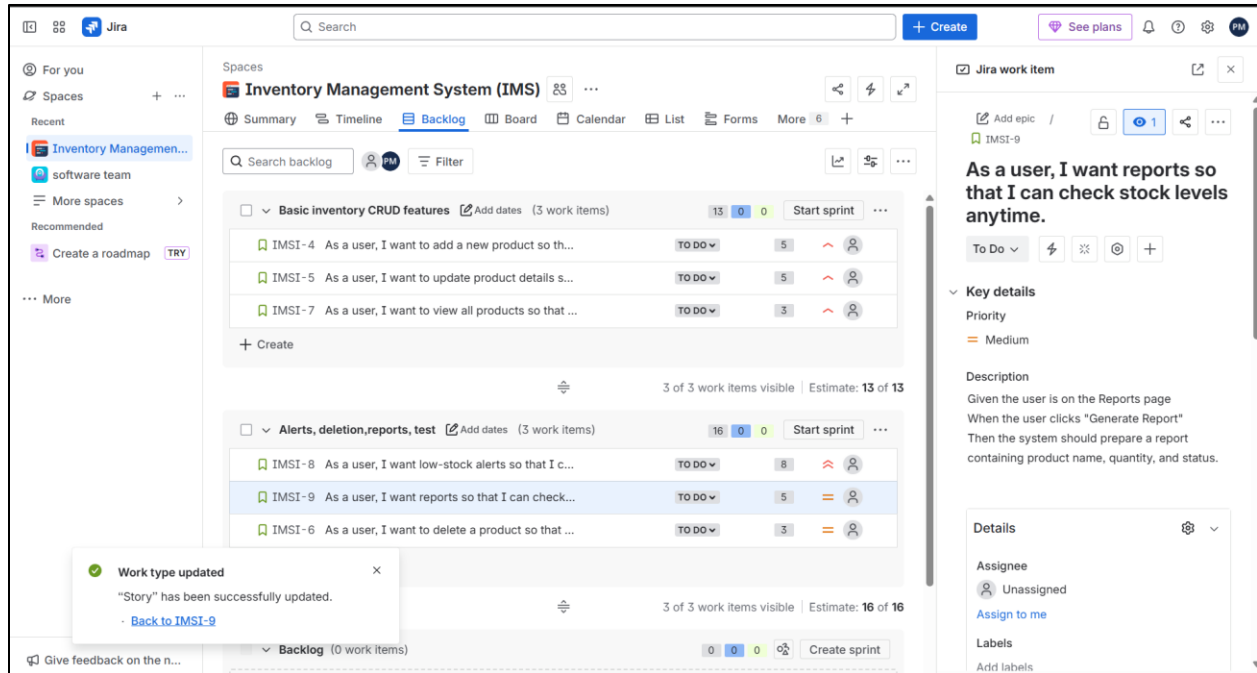 Jira
Search
+ Create
See plans
PM
For you
Spaces
Recent
Inventory Managemen...
software team
More spaces
Recommended
Create a roadmap TRY
More
Give feedback on the n...
Spaces
Inventory Management System (IMS)
Summary Timeline Backlog Board Calendar List Forms More 6
Search backlog PM Filter
Basic inventory CRUD features Add dates (3 work items) 13 0 0 Start sprint
IMSI-4 As a user, I want to add a new product so th... TO DO 5
IMSI-5 As a user, I want to update product details s... TO DO 5
IMSI-7 As a user, I want to view all products so that ... TO DO 3
+ Create
3 of 3 work items visible Estimate: 13 of 13
Alerts, deletion,reports, test Add dates (3 work items) 16 0 0 Start sprint
IMSI-8 As a user, I want low-stock alerts so that I c... TO DO 8
IMSI-9 As a user, I want reports so that I can check... TO DO 5
IMSI-6 As a user, I want to delete a product so that ... TO DO 3
3 of 3 work items visible Estimate: 16 of 16
Backlog (0 work items) 0 0 0 Create sprint
Work type updated
“Story” has been successfully updated.
· Back to IMSI-9
Jira work item
Add epic /
1
IMSI-9
As a user, I want reports so
that I can check stock levels
anytime.
To Do
Key details
Priority
Medium
Description
Given the user is on the Reports page
When the user clicks "Generate Report"
Then the system should prepare a report
containing product name, quantity, and status.
Details
Assignee
Unassigned
Assign to me
Labels
Add labels